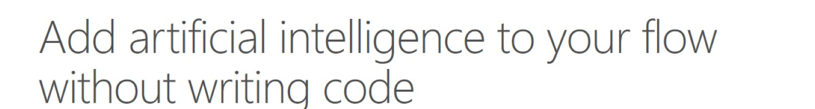 Add artificial intelligence to your flow
without writing code